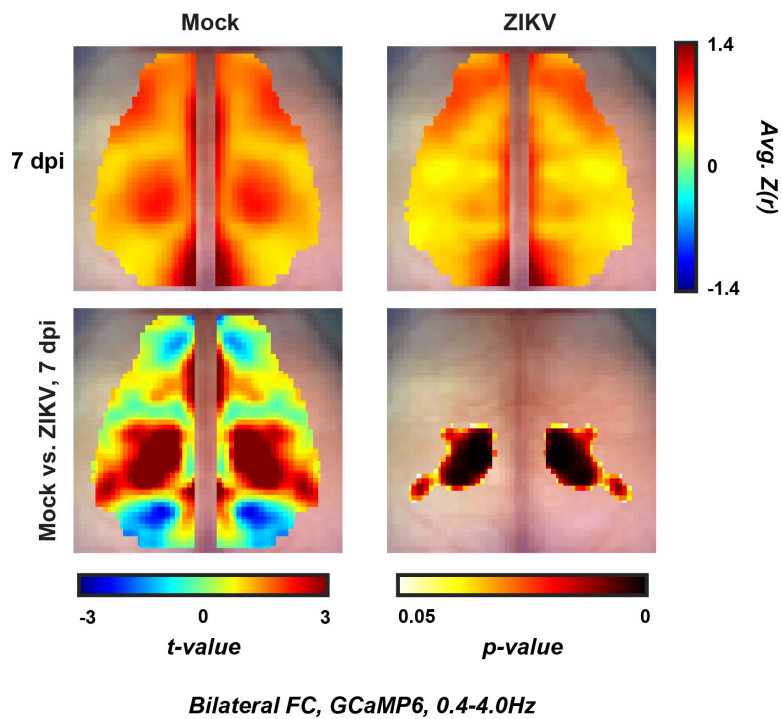 Mock
ZIKV
7 dpi
1.4
0
-1.4
Avg. Z(r)
Mock vs. ZIKV, 7 dpi
-3 0 3
t-value
0.05 0
p-value
Bilateral FC, GCaMP6, 0.4-4.0Hz